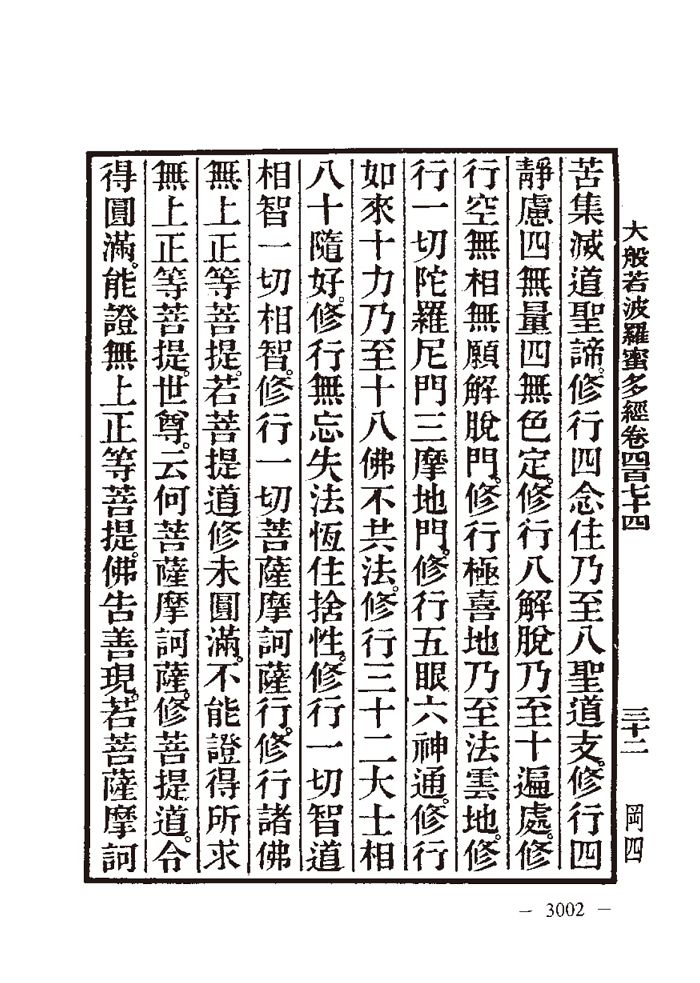 大般若波羅蜜多經卷四百七十四 三十二 岡四
苦集滅道聖諦。修行四念住乃至八聖道支。修行四
靜慮四無量四無色定。修行八解脫乃至十遍處。修
行空無相無願解脫門。修行極喜地乃至法雲地。修
行一切陀羅尼門三摩地門。修行五眼六神通。修行
如來十力乃至十八佛不共法。修行三十二大士相
八十隨好。修行無忘失法恆住捨性。修行一切智道
相智一切相智。修行一切菩薩摩訶薩行。修行諸佛
無上正等菩提。若菩提道修未圓滿。不能證得所求
無上正等菩提。世尊。云何菩薩摩訶薩。修菩提道。令
得圓滿。能證無上正等菩提。佛告善現。若菩薩摩訶
— 3002 —